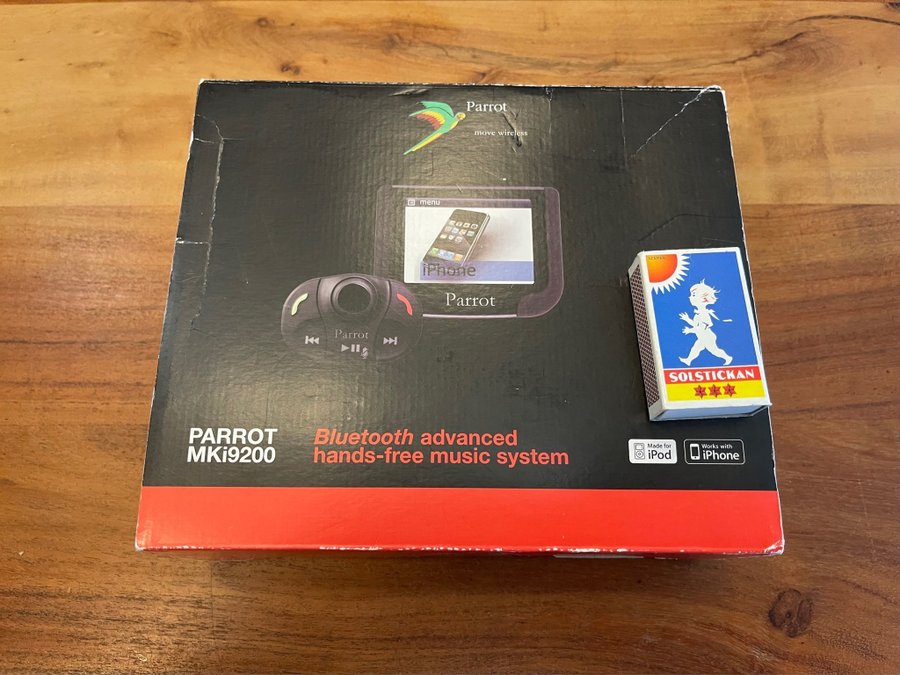 Parrot
move wireless
menu
iPhone
Parrot
Parrot
PARROT
MKi9200
Bluetooth advanced
hands-free music system
Made for
iPod
Works with
iPhone
SOLSTICKAN